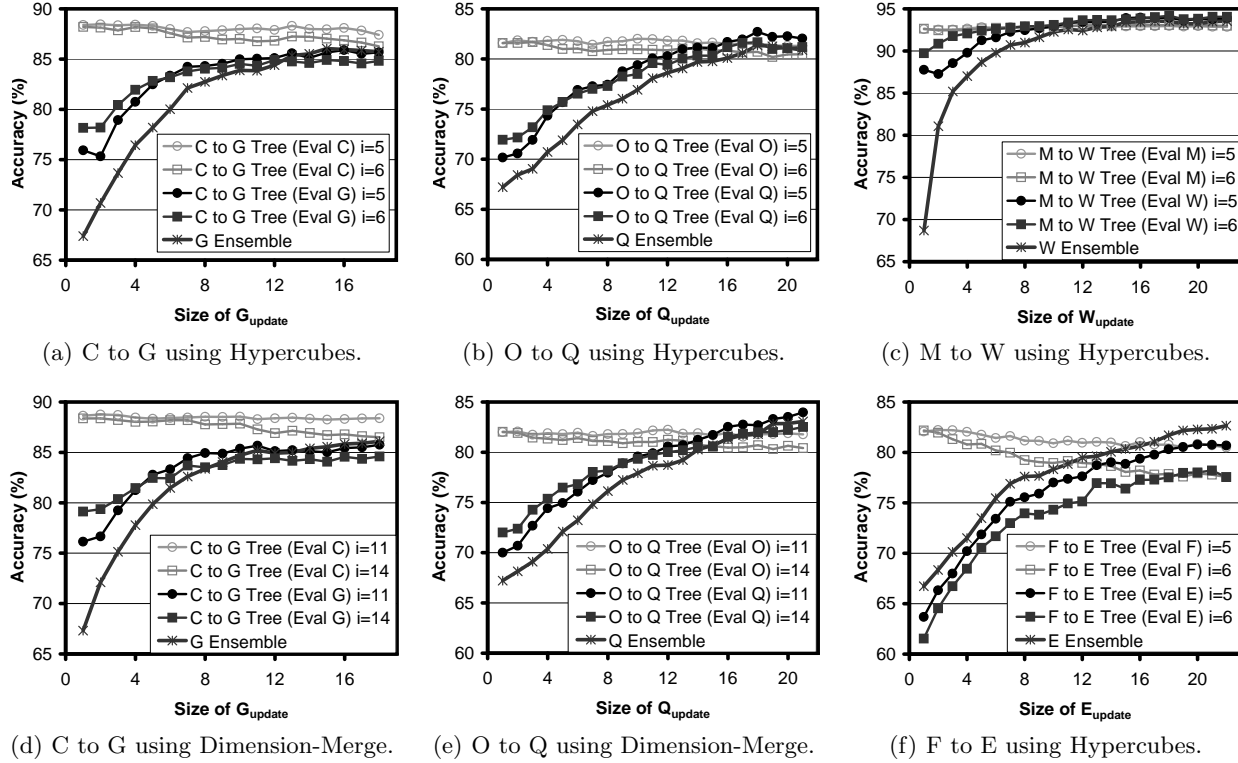 90
85
80
75
70
65
0 4 8 12 16
Accuracy (%)
C to G Tree (Eval C) i=5
C to G Tree (Eval C) i=6
C to G Tree (Eval G) i=5
C to G Tree (Eval G) i=6
G Ensemble
Size of Gupdate
(a) C to G using Hypercubes.
85
80
75
70
65
60
0 4 8 12 16 20
Accuracy (%)
O to Q Tree (Eval O) i=5
O to Q Tree (Eval O) i=6
O to Q Tree (Eval Q) i=5
O to Q Tree (Eval Q) i=6
Q Ensemble
Size of Qupdate
(b) O to Q using Hypercubes.
95
90
85
80
75
70
65
0 4 8 12 16 20
Accuracy (%)
M to W Tree (Eval M) i=5
M to W Tree (Eval M) i=6
M to W Tree (Eval W) i=5
M to W Tree (Eval W) i=6
W Ensemble
Size of Wupdate
(c) M to W using Hypercubes.
90
85
80
75
70
65
0 4 8 12 16
Accuracy (%)
C to G Tree (Eval C) i=11
C to G Tree (Eval C) i=14
C to G Tree (Eval G) i=11
C to G Tree (Eval G) i=14
G Ensemble
Size of Gupdate
(d) C to G using Dimension-Merge.
85
80
75
70
65
60
0 4 8 12 16 20
Accuracy (%)
O to Q Tree (Eval O) i=11
O to Q Tree (Eval O) i=14
O to Q Tree (Eval Q) i=11
O to Q Tree (Eval Q) i=14
Q Ensemble
Size of Qupdate
(e) O to Q using Dimension-Merge.
85
80
75
70
65
60
0 4 8 12 16 20
Accuracy (%)
F to E Tree (Eval F) i=5
F to E Tree (Eval F) i=6
F to E Tree (Eval E) i=5
F to E Tree (Eval E) i=6
E Ensemble
Size of Eupdate
(f) F to E using Hypercubes.